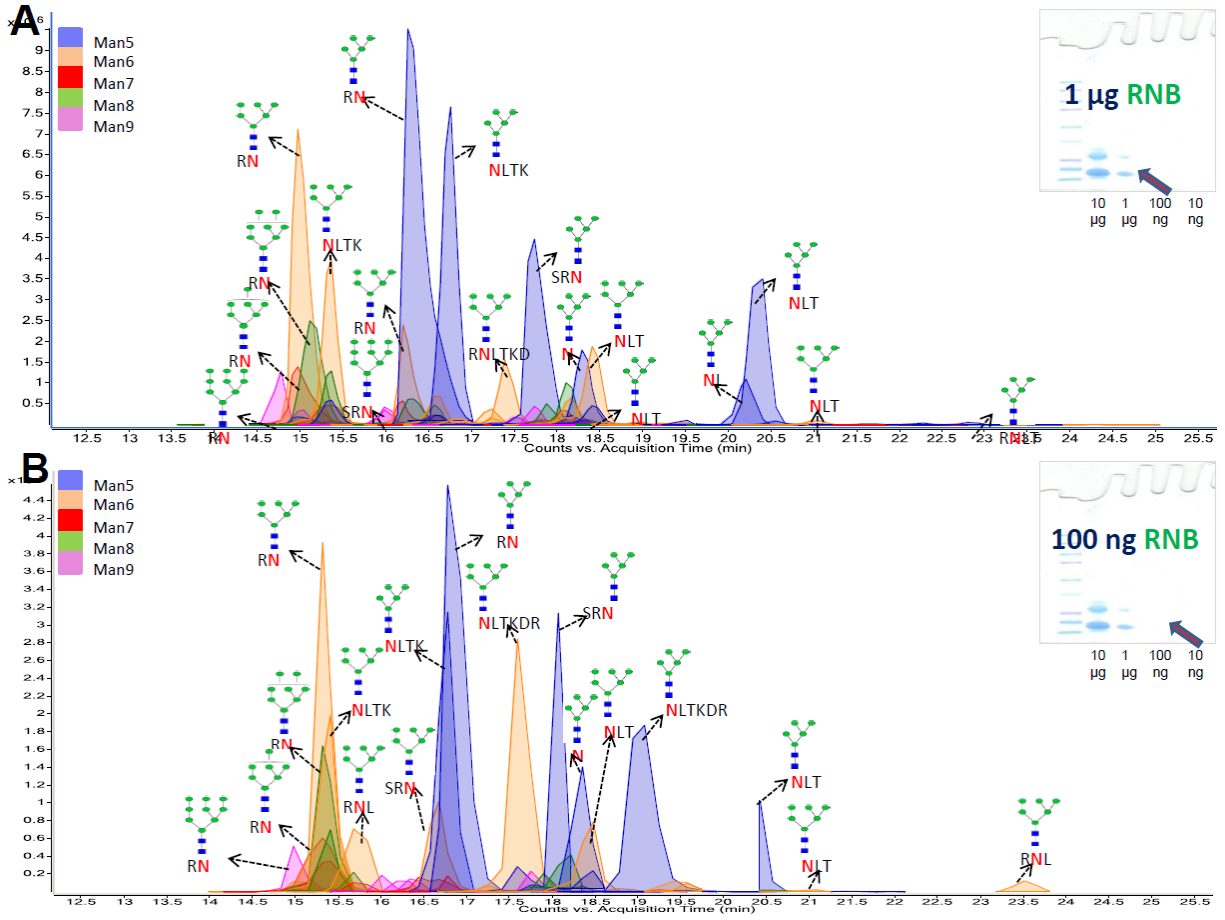 A
×10 6
Man5
Man6
Man7
Man8
Man9
9
8.5
8
7.5
7
6.5
6
5.5
5
4.5
4
3.5
3
2.5
2
1.5
1
0.5
RN
RN
NLTK
NLTK
RN
RN
RN
RN
SRN
RNLTKD
SRN
N
NLT
NLT
NL
NLT
NLT
1 µg RNB
10 µg
1 µg
100 ng
10 ng
12.5 13 13.5 14.5 15 15.5 16 16.5 17 17.5 18 18.5 19 19.5 20 20.5 21 21.5 22 22.5 23 24 24.5 25 25.5
Counts vs. Acquisition Time (min)
B
Man5
Man6
Man7
Man8
Man9
4.4
4.2
4
3.8
3.6
3.4
3.2
3
2.8
2.6
2.4
2.2
2
1.8
1.6
1.4
1.2
1
0.8
0.6
0.4
0.2
RN
RN
NLTK
NLTKDR
SRN
NLTK
RN
RN
RN
RNL
SRN
N
NLT
NLTKDR
NLT
NLT
RNL
100 ng RNB
10 µg
1 µg
100 ng
10 ng
12.5 13 13.5 14 14.5 15 15.5 16 16.5 17 17.5 18 18.5 19 19.5 20 20.5 21 21.5 22 22.5 23 23.5 24 24.5 25 25.5
Counts vs. Acquisition Time (min)